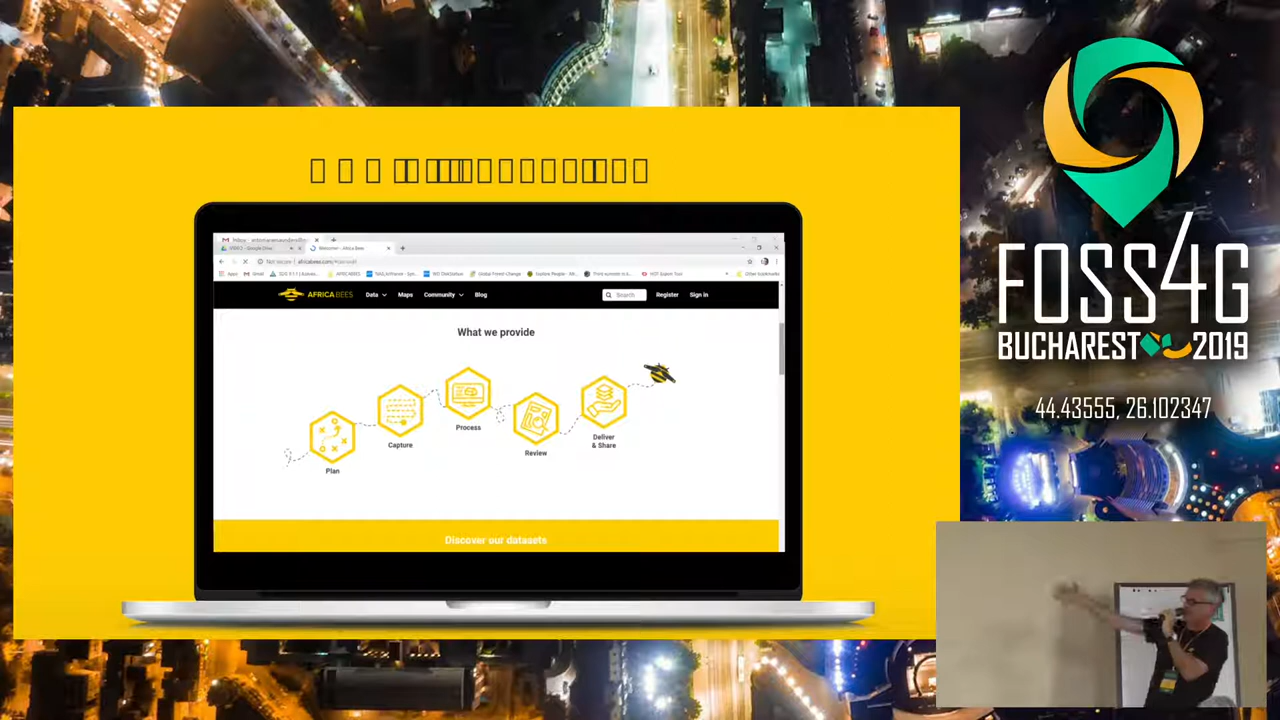 AFRICA BEES
Data
Maps
Community
Blog
Search
Register
Sign in
What we provide
Plan
Capture
Process
Review
Deliver
& Share
Discover our datasets
FOSS4G
BUCHAREST 2019
44.43555, 26.102347